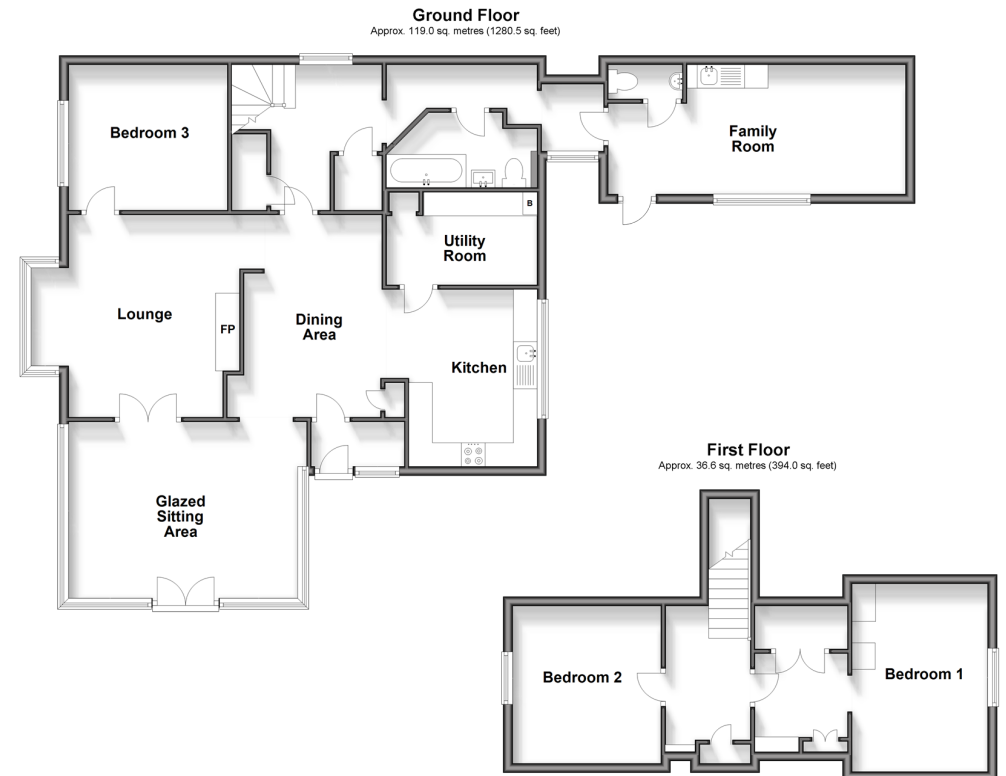 Ground Floor
Approx. 119.0 sq. metres (1280.5 sq. feet)
Bedroom 3
Family
Room
B
Utility
Room
Lounge
FP
Dining
Area
Kitchen
Glazed
Sitting
Area
First Floor
Approx. 36.6 sq. metres (394.0 sq. feet)
Bedroom 2
Bedroom 1